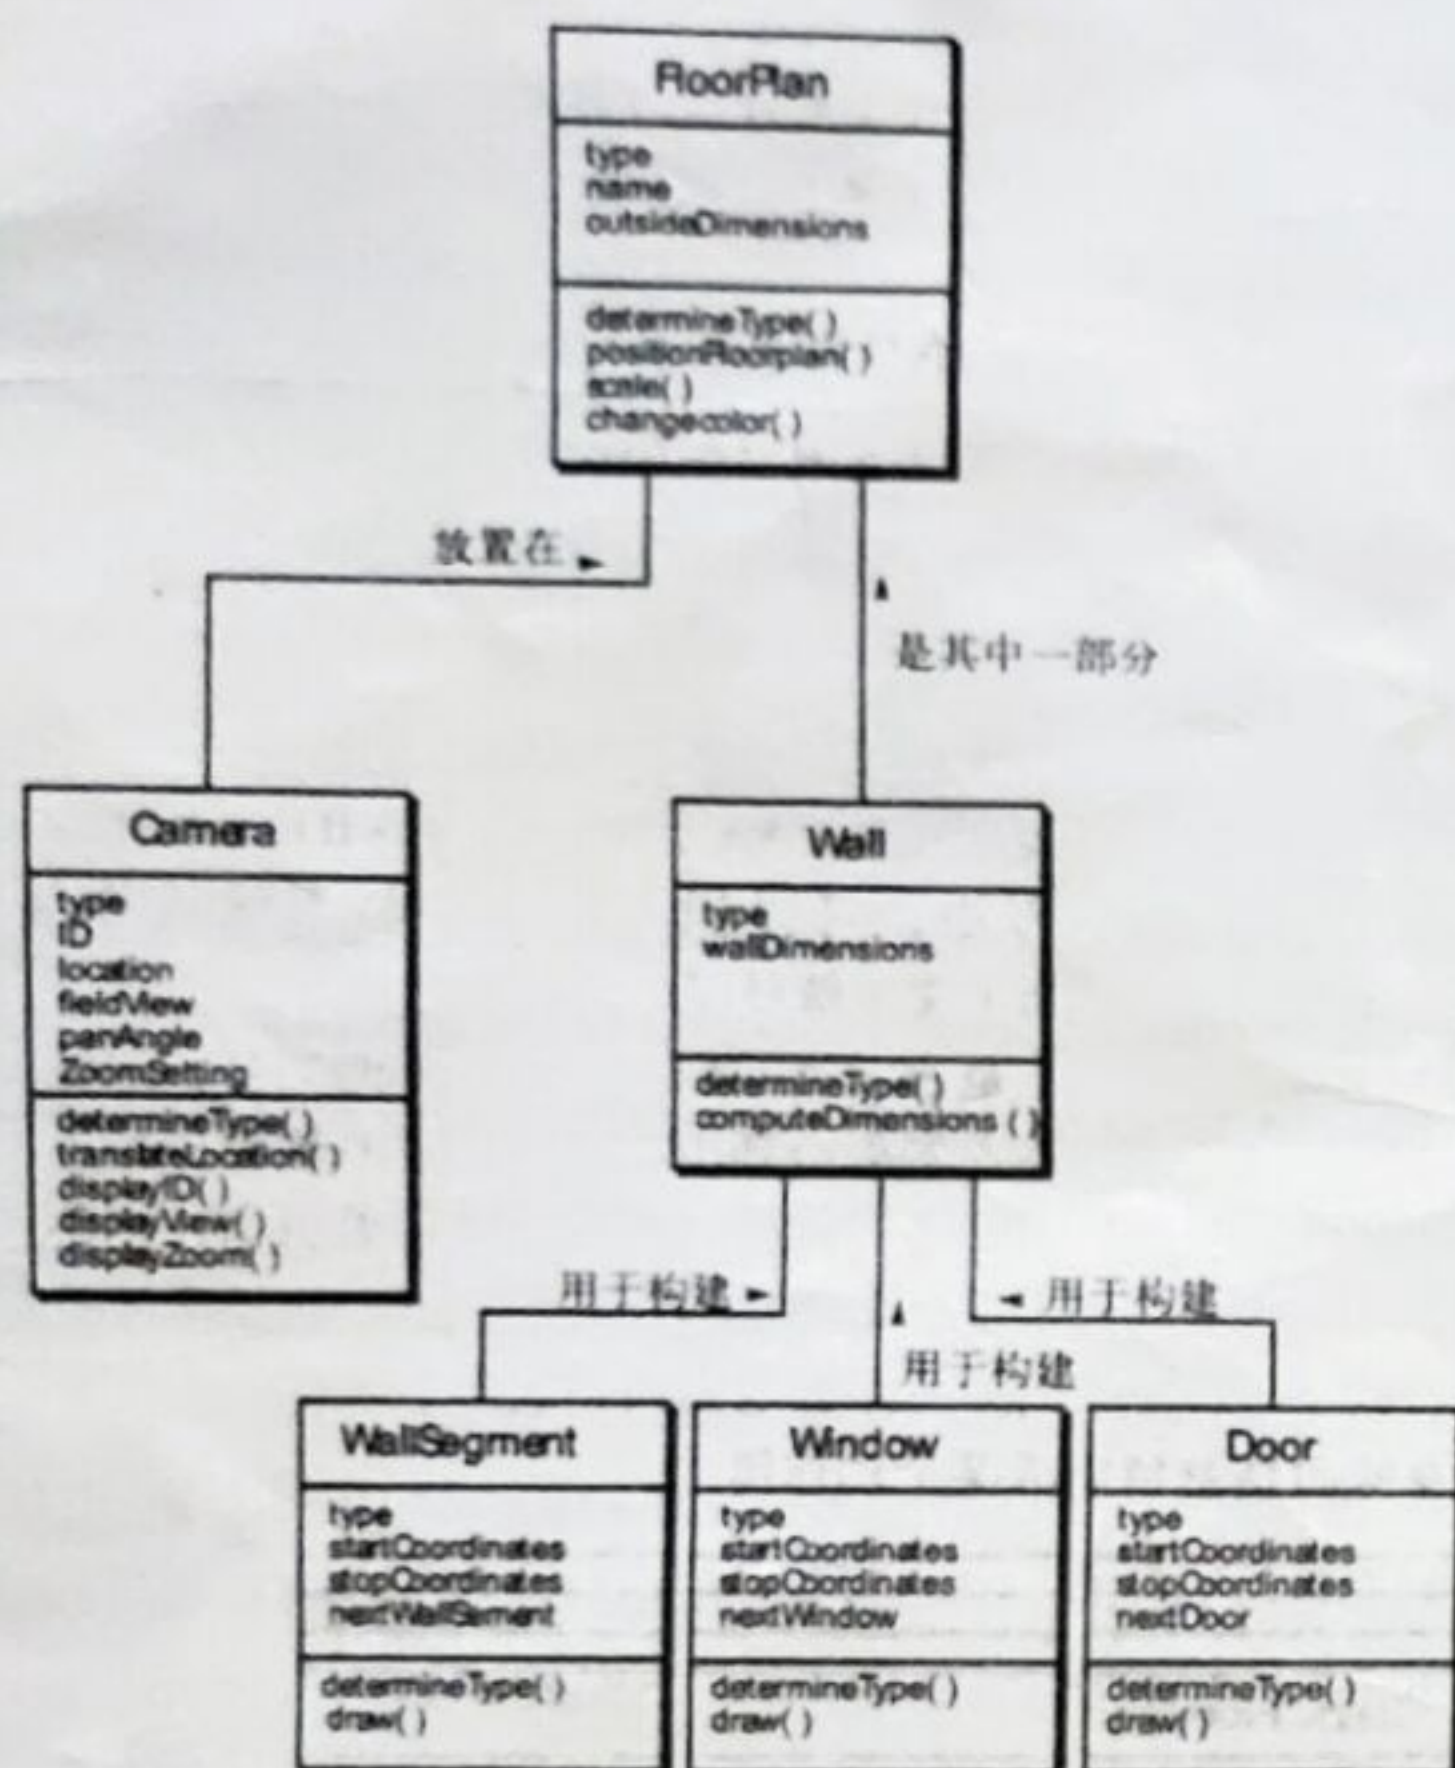 FloorPlan
type
name
outsideDimensions
determineType( )
positionFloorplan( )
scale( )
changecolor( )
放置在
是其中一部分
Camera
type
ID
location
fieldView
panAngle
ZoomSetting
determineType( )
translateLocation( )
displayID( )
displayView( )
displayZoom( )
Wall
type
wallDimensions
determineType( )
computeDimensions ( )
用于构建
用于构建
用于构建
WallSegment
type
startCoordinates
stopCoordinates
nextWallSement
determineType( )
draw( )
Window
type
startCoordinates
stopCoordinates
nextWindow
determineType( )
draw( )
Door
type
startCoordinates
stopCoordinates
nextDoor
determineType( )
draw( )